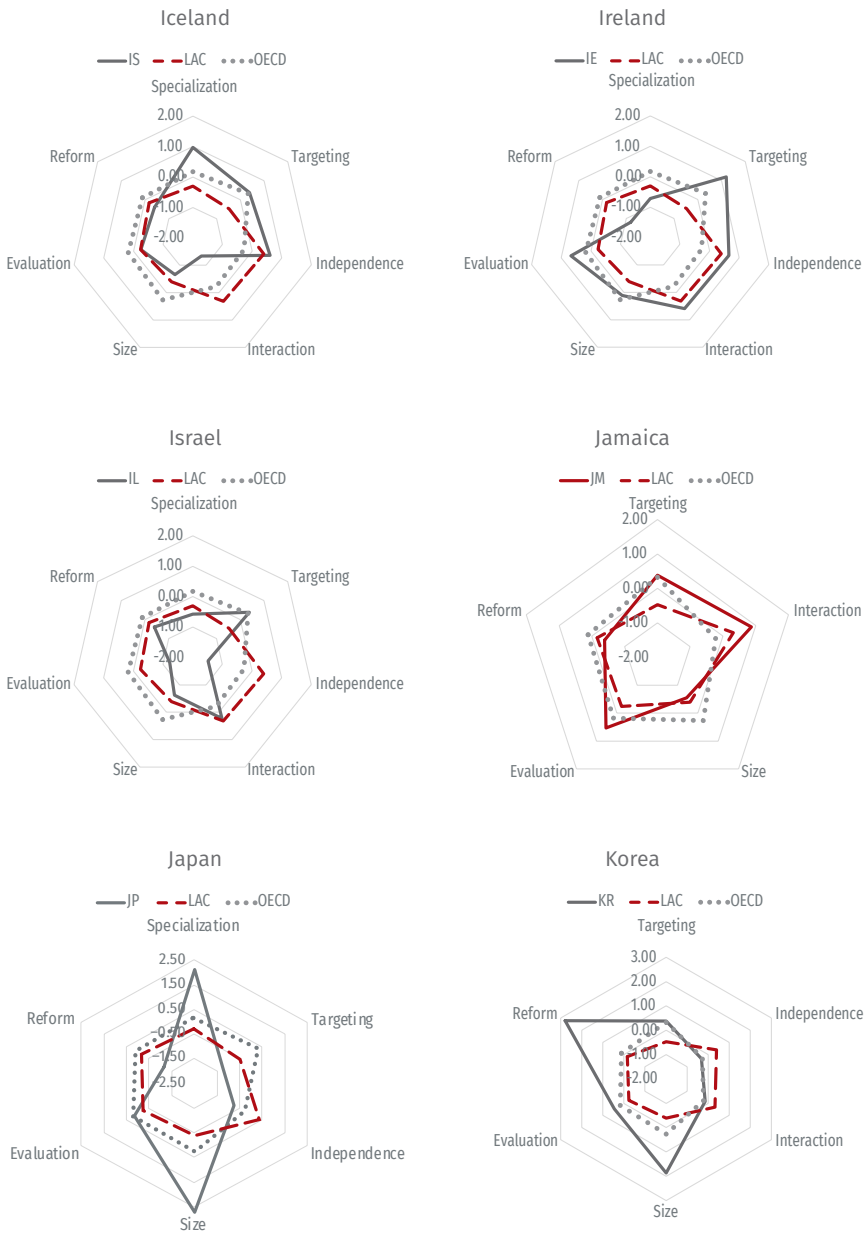 Iceland
IS LAC OECD
Specialization
2.00
1.00
0.00
-1.00
-2.00
Targeting
Independence
Interaction
Size
Evaluation
Reform
Ireland
IE LAC OECD
Specialization
2.00
1.00
0.00
-1.00
-2.00
Targeting
Independence
Interaction
Size
Evaluation
Reform
Israel
IL LAC OECD
Specialization
2.00
1.00
0.00
-1.00
-2.00
Targeting
Independence
Interaction
Size
Evaluation
Reform
Jamaica
JM LAC OECD
Targeting
2.00
1.00
0.00
-1.00
-2.00
Interaction
Size
Evaluation
Reform
Japan
JP LAC OECD
Specialization
2.50
1.50
0.50
-0.50
-1.50
-2.50
Targeting
Independence
Size
Evaluation
Reform
Korea
KR LAC OECD
Targeting
3.00
2.00
1.00
0.00
-1.00
-2.00
Independence
Interaction
Size
Evaluation
Reform